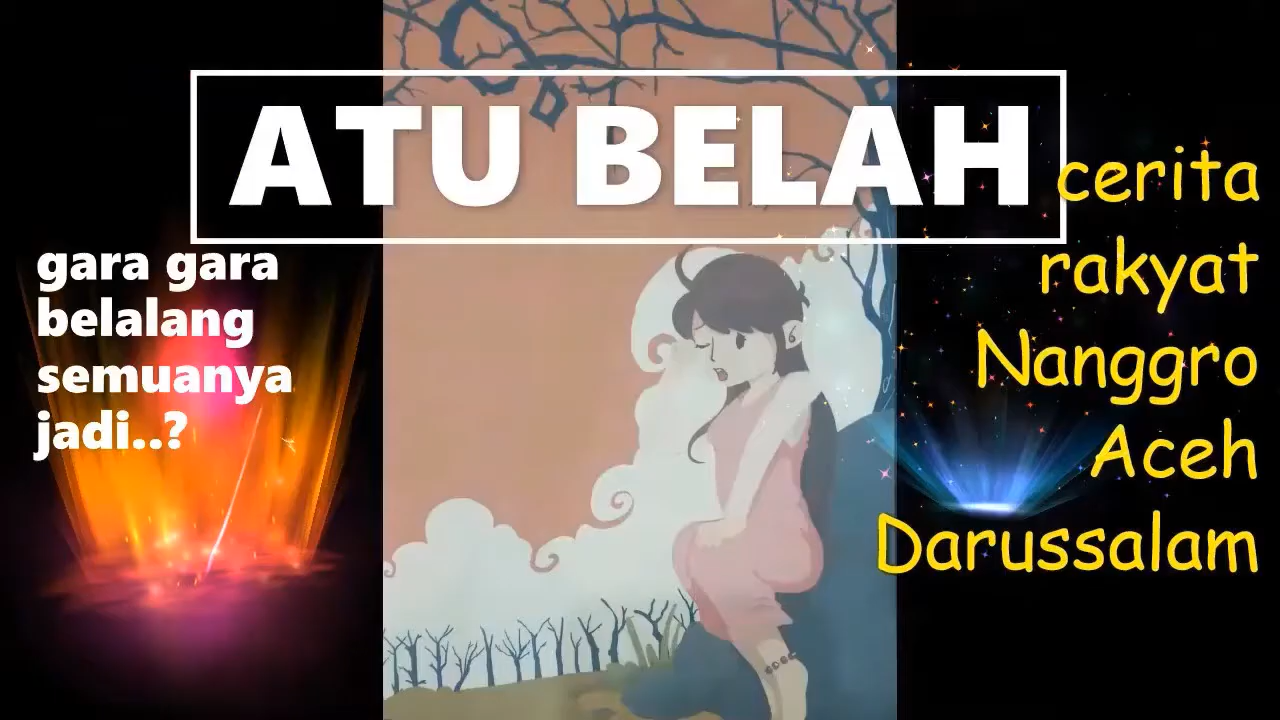 ATU BELAH
gara gara
belalang
semuanya
jadi..?
cerita
rakyat
Nanggro
Aceh
Darussalam